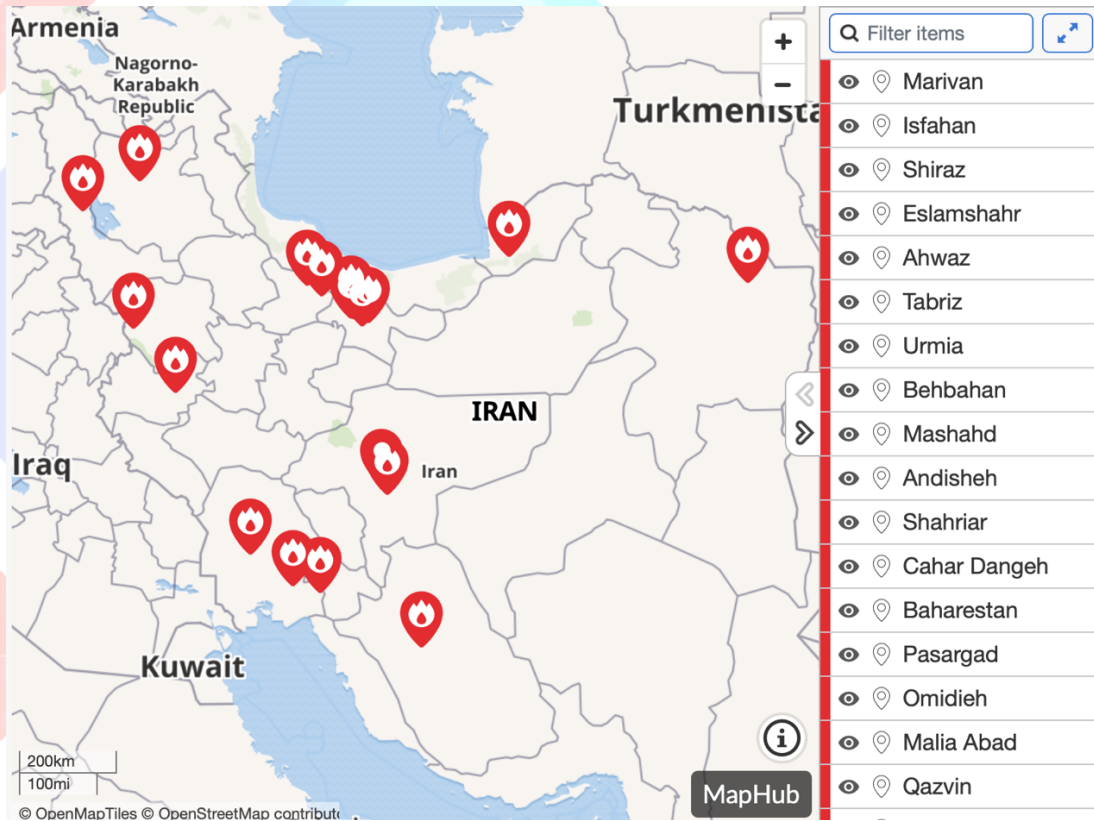 Armenia
Nagorno-
Karabakh
Republic
Turkmenista
IRAN
Iran
Iraq
Kuwait
200km
100mi
MapHub
© OpenMapTiles © OpenStreetMap contribut
Filter items
Marivan
Isfahan
Shiraz
Eslamshahr
Ahwaz
Tabriz
Urmia
Behbahan
Mashahd
Andisheh
Shahriar
Cahar Dangeh
Baharestan
Pasargad
Omidieh
Malia Abad
Qazvin